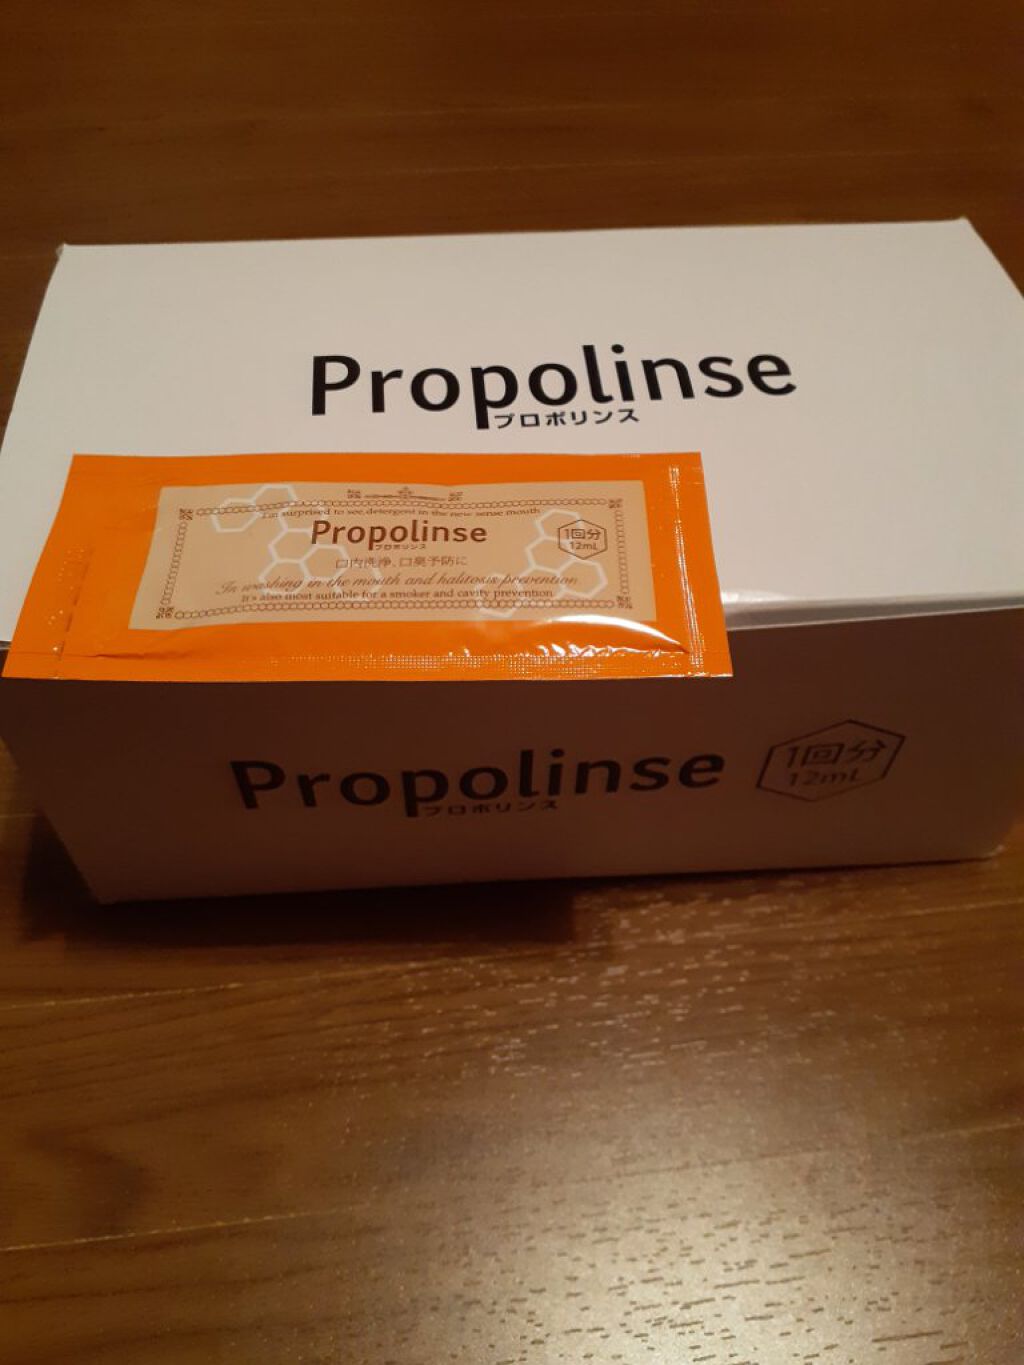 Propolinse
プロポリンス
I'm surprised to see detergent in the new sense mouth
Propolinse
プロポリンス
1回分
12mL
口内洗浄、口臭予防に
In washing in the mouth and halitosis prevention
It's also most suitable for a smoker and cavity prevention
Propolinse
プロポリンス
1回分
12mL